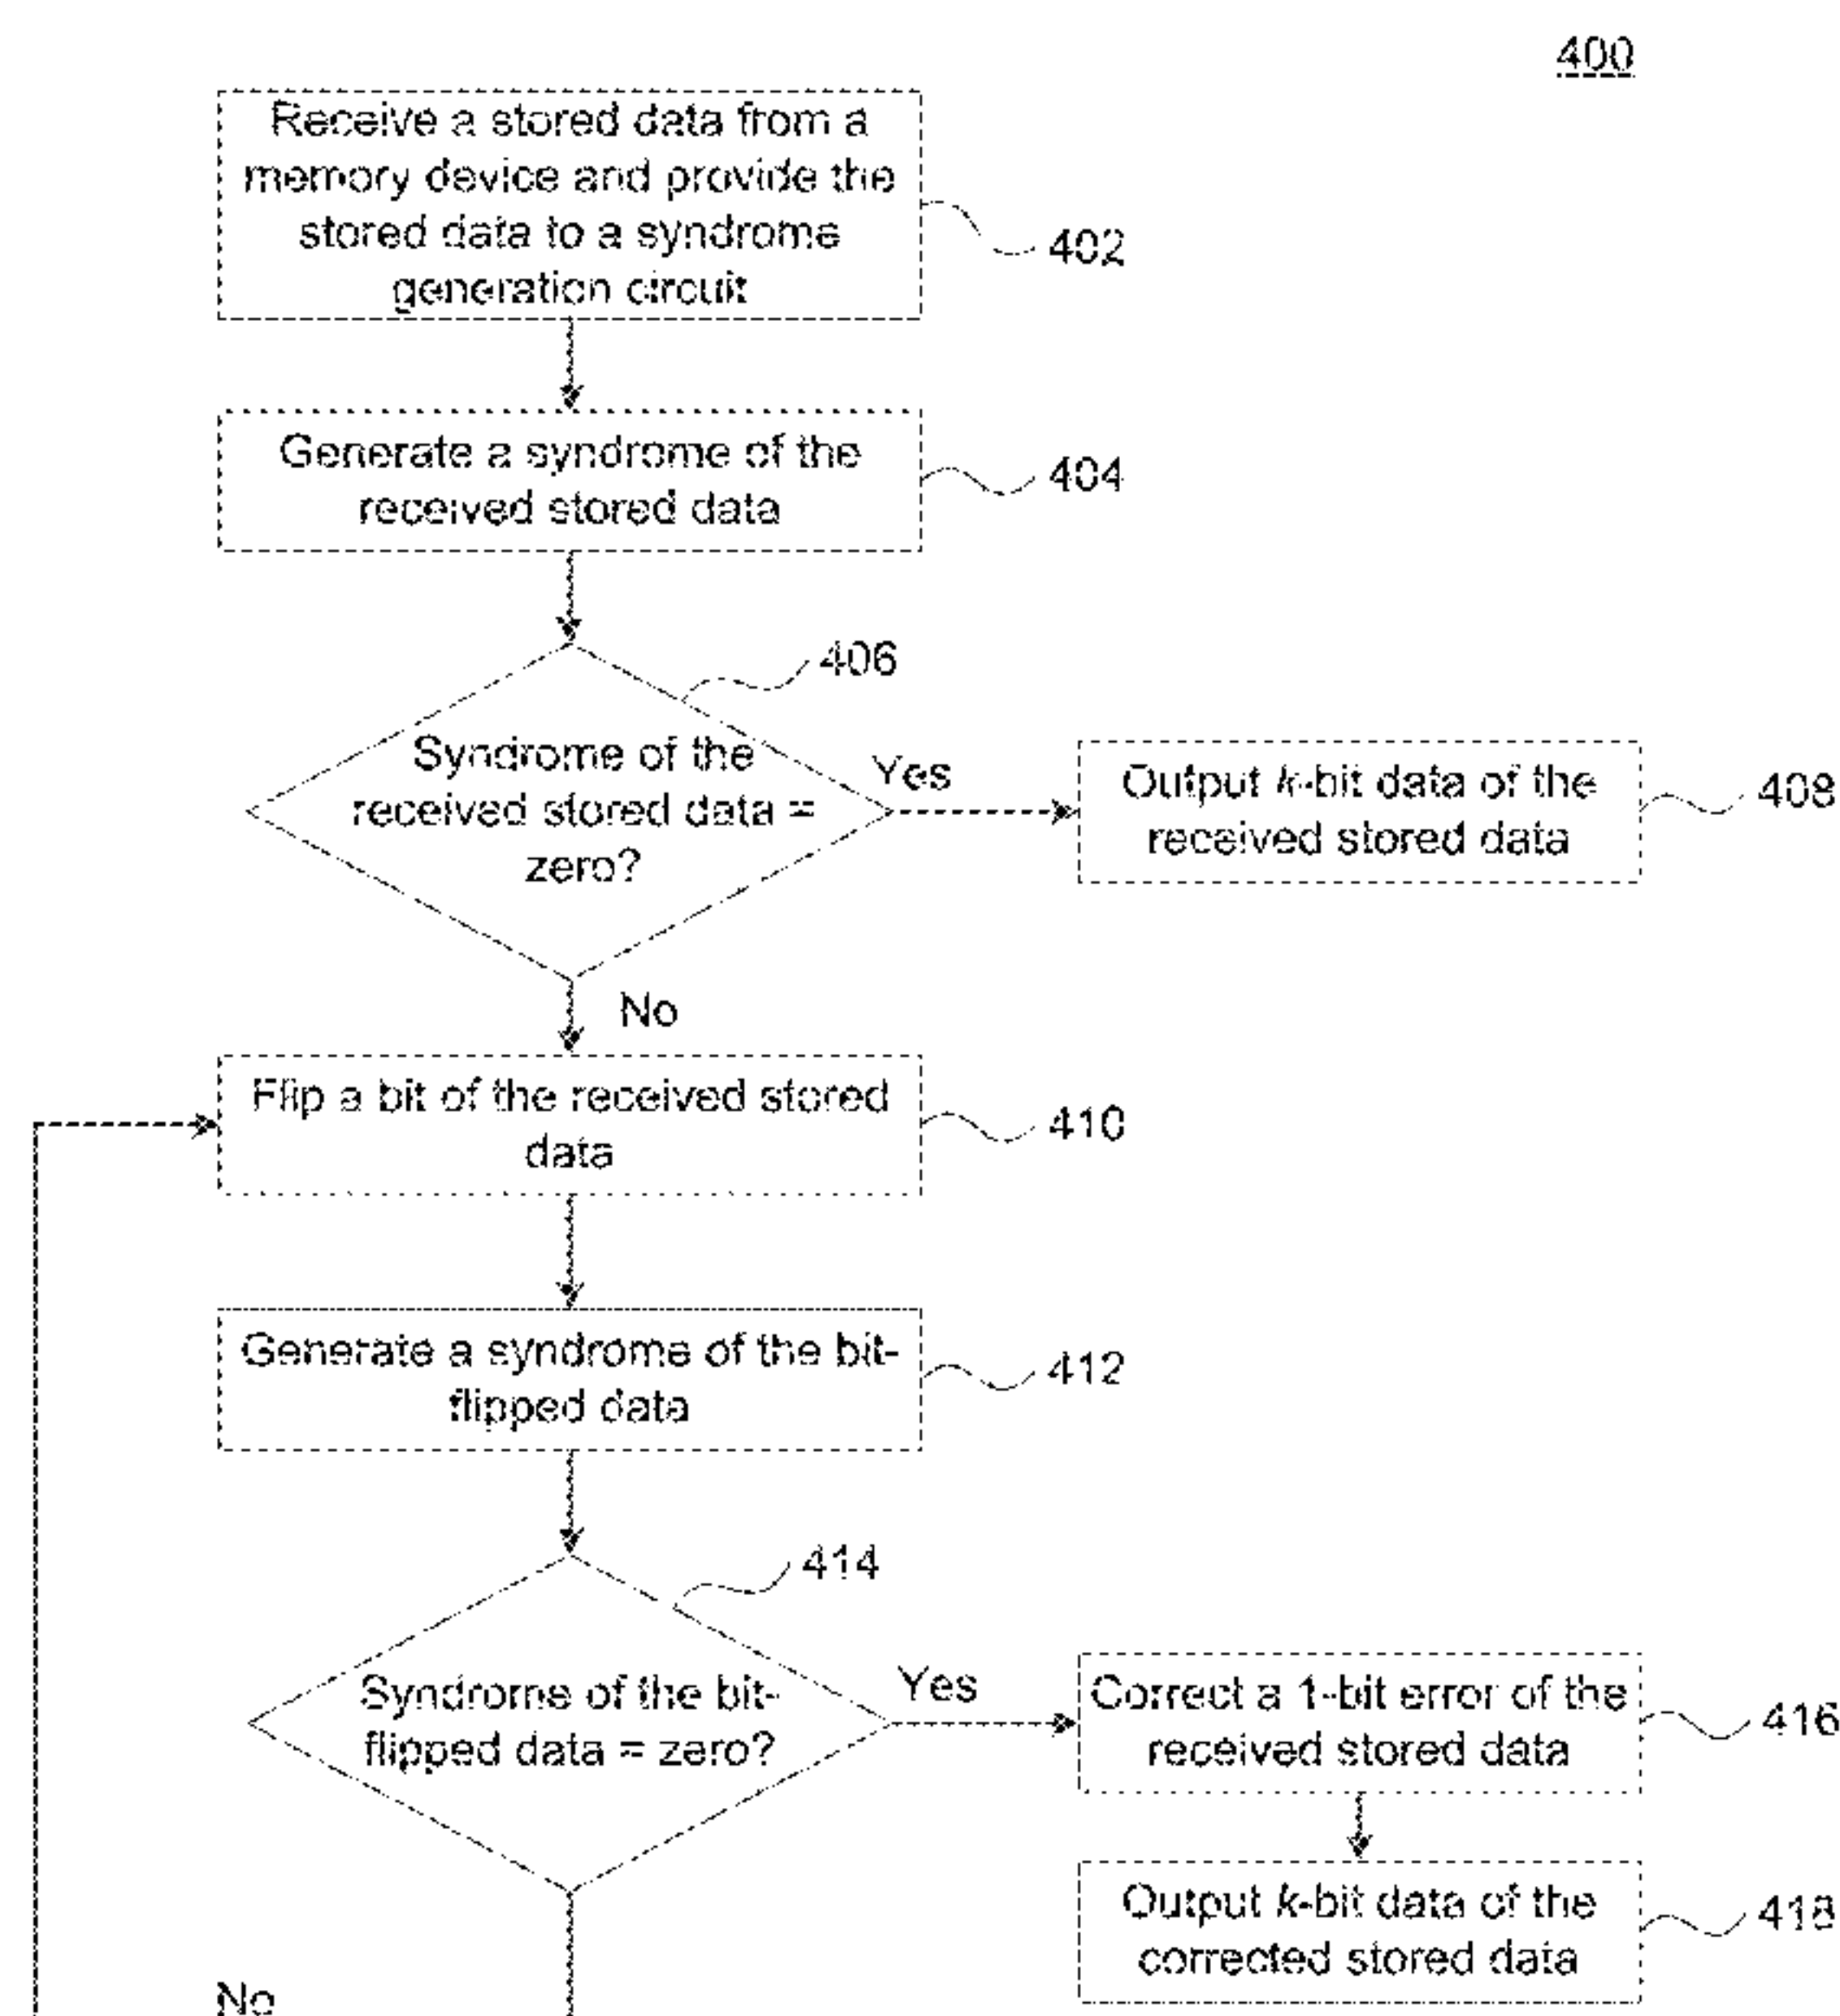 400
Receive a stored data from a
memory device and provide the
stored data to a syndrome
generation circuit
402
Generate a syndrome of the
received stored data
404
406
Syndrome of the
received stored data =
zero?
Yes
Output k-bit data of the
received stored data
408
No
Flip a bit of the received stored
data
410
Generate a syndrome of the bit-
flipped data
412
414
Syndrome of the bit-
flipped data = zero?
Yes
Correct a 1-bit error of the
received stored data
416
Output k-bit data of the
corrected stored data
418
No